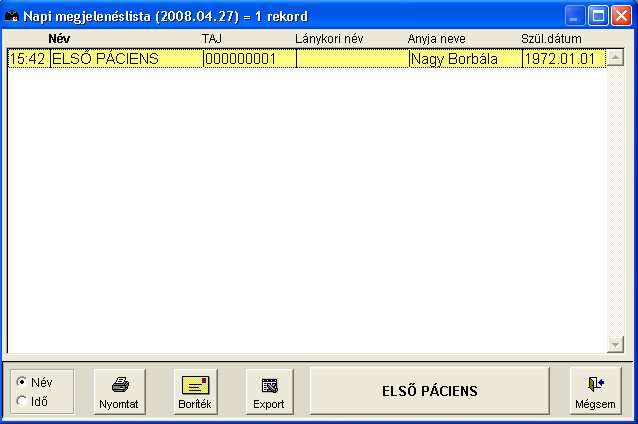 Napi megjelenéslista (2008.04.27) = 1 rekord
Név TAJ Lánykori név Anyja neve Szül.dátum
15:42 ELSŐ PÁCIENS 000000001 Nagy Borbála 1972.01.01
Név
Idő
Nyomtat
Boríték
Export
ELSŐ PÁCIENS
Mégsem